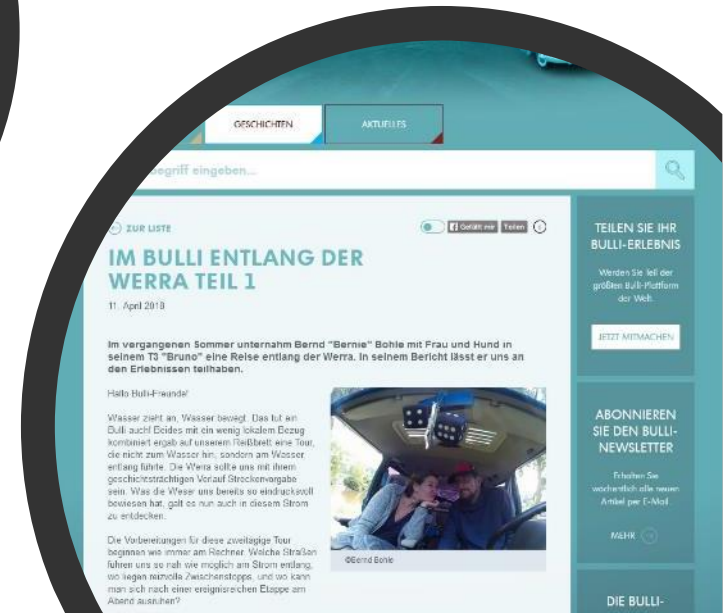 GESCHICHTEN
AKTUELLES
begriff eingeben...
ZUR LISTE
Gefällt mir
Teilen
i
IM BULLI ENTLANG DER
WERRA TEIL 1
11. April 2018
Im vergangenen Sommer unternahm Bernd "Bernie" Bohle mit Frau und Hund in
seinem T3 "Bruno" eine Reise entlang der Werra. In seinem Bericht lässt er uns an
den Erlebnissen teilhaben.
Hallo Bulli-Freunde!
Wasser zieht an, Wasser bewegt. Das tut ein
Bulli auch! Beides mit ein wenig lokalem Bezug
kombiniert ergab auf unserem Reißbrett eine Tour,
die nicht zum Wasser hin, sondern am Wasser
entlang führte. Die Werra sollte uns mit ihrem
geschichtsträchtigen Verlauf Streckenvorgabe
sein. Was die Weser uns bereits so eindrucksvoll
bewiesen hat, galt es nun auch in diesem Strom
zu entdecken.
Die Vorbereitungen für diese zweitägige Tour
beginnen wie immer am Rechner. Welche Straßen
führen uns so nah wie möglich am Strom entlang,
wo liegen reizvolle Zwischenstopps, und wo kann
man sich nach einer ereignisreichen Etappe am
Abend ausruhen?
©Bernd Bohle
TEILEN SIE IHR
BULLI-ERLEBNIS
Werden Sie Teil der
größten Bulli-Plattform
der Welt.
JETZT MITMACHEN
ABONNIEREN
SIE DEN BULLI-
NEWSLETTER
Erhalten Sie
wöchentlich alle neuen
Artikel per E-Mail.
MEHR
DIE BULLI-